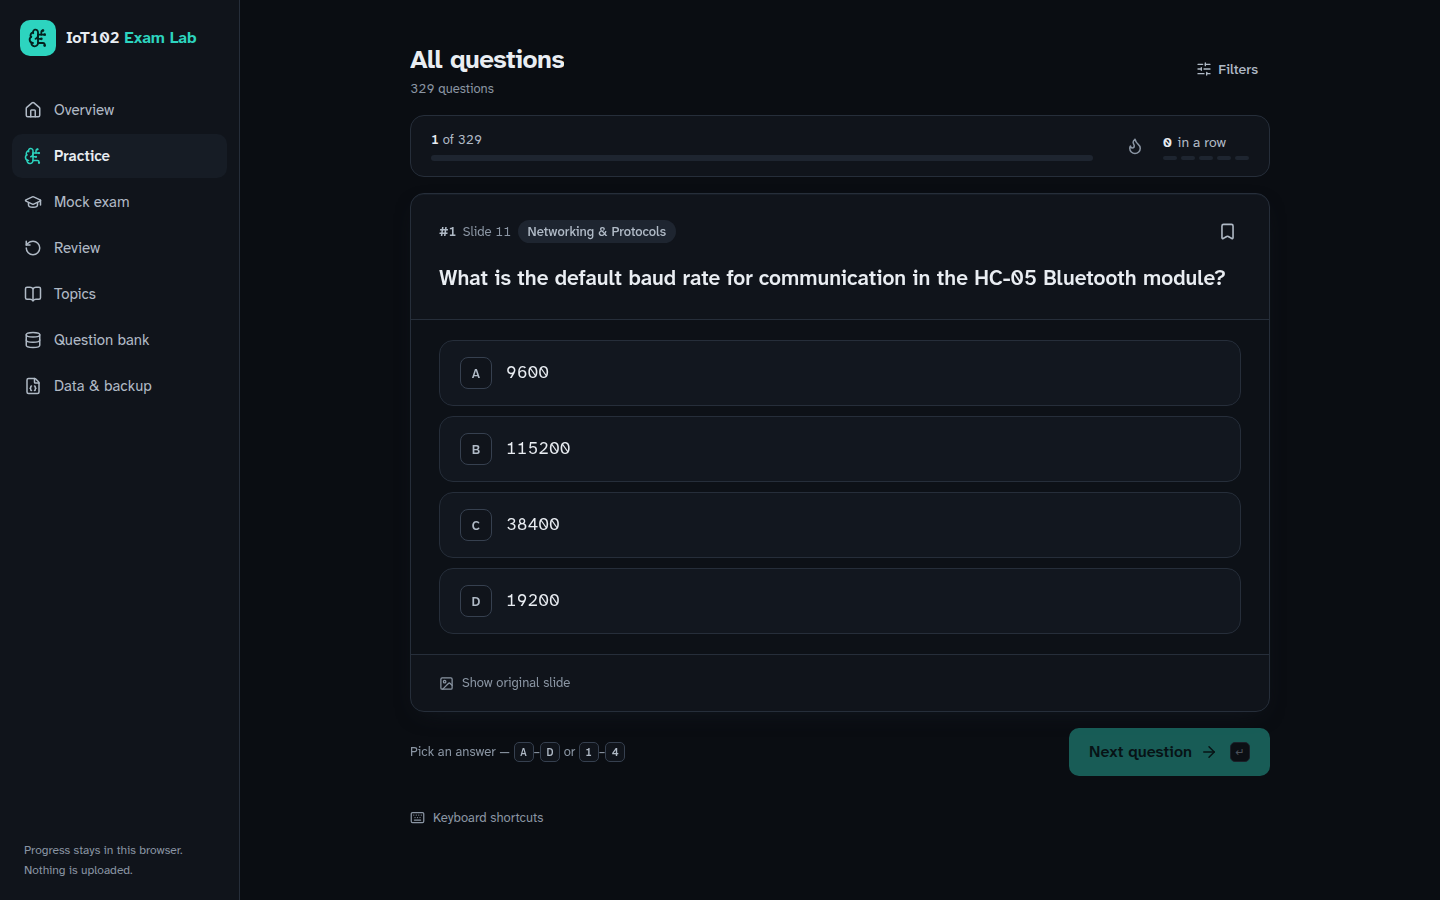 IoT102 Exam Lab
Overview
Practice
Mock exam
Review
Topics
Question bank
Data & backup
Progress stays in this browser.
Nothing is uploaded.
All questions
329 questions
Filters
1 of 329
0 in a row
#1 Slide 11 Networking & Protocols
What is the default baud rate for communication in the HC-05 Bluetooth module?
A 9600
B 115200
C 38400
D 19200
Show original slide
Pick an answer — A–D or 1–4
Next question → ↵
Keyboard shortcuts